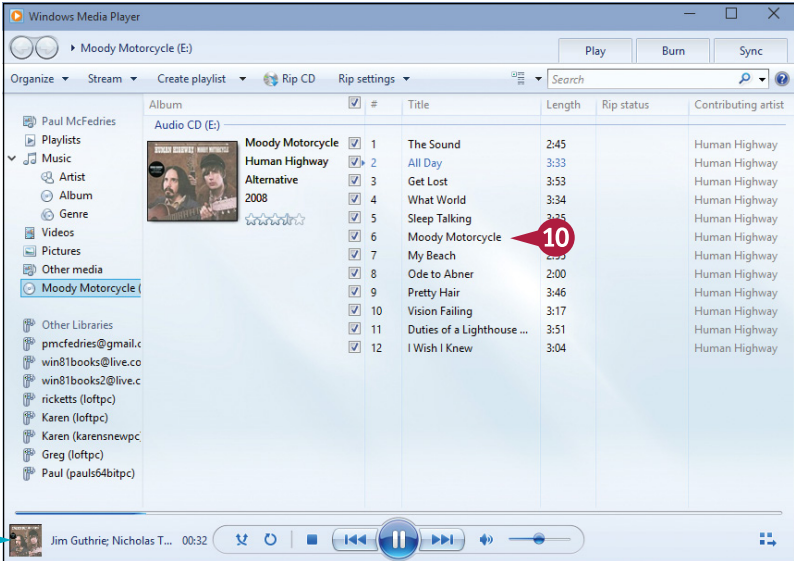 Windows Media Player
Moody Motorcycle (E:)
Play Burn Sync
Organize Stream Create playlist Rip CD Rip settings Search
Album # Title Length Rip status Contributing artist
Audio CD (E:)
Paul McFedries
Playlists
Music
Artist
Album
Genre
Videos
Pictures
Other media
Moody Motorcycle (
Other Libraries
pmcfedries@gmail.c
win81books@live.co
win81books2@live.c
ricketts (loftpc)
Karen (loftpc)
Karen (karensnewpc
Greg (loftpc)
Paul (pauls64bitpc)
Moody Motorcycle
Human Highway
Alternative
2008
1 The Sound 2:45 Human Highway
2 All Day 3:33 Human Highway
3 Get Lost 3:53 Human Highway
4 What World 3:34 Human Highway
5 Sleep Talking Human Highway
6 Moody Motorcycle Human Highway
10
7 My Beach Human Highway
8 Ode to Abner 2:00 Human Highway
9 Pretty Hair 3:46 Human Highway
10 Vision Failing 3:17 Human Highway
11 Duties of a Lighthouse ... 3:51 Human Highway
12 I Wish I Knew 3:04 Human Highway
Jim Guthrie; Nicholas T... 00:32